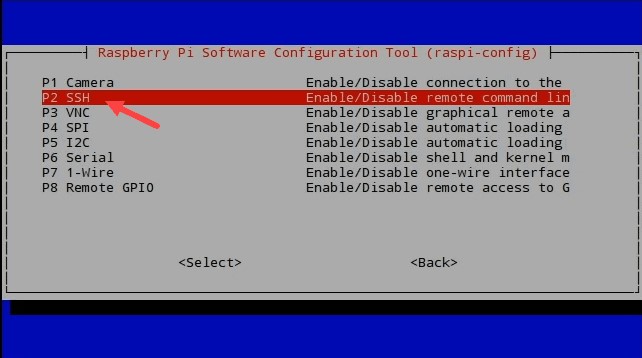 Raspberry Pi Software Configuration Tool (raspi-config)
P1 Camera Enable/Disable connection to the
P2 SSH Enable/Disable remote command lin
P3 VNC Enable/Disable graphical remote a
P4 SPI Enable/Disable automatic loading
P5 I2C Enable/Disable automatic loading
P6 Serial Enable/Disable shell and kernel m
P7 1-Wire Enable/Disable one-wire interface
P8 Remote GPIO Enable/Disable remote access to G
<Select> <Back>